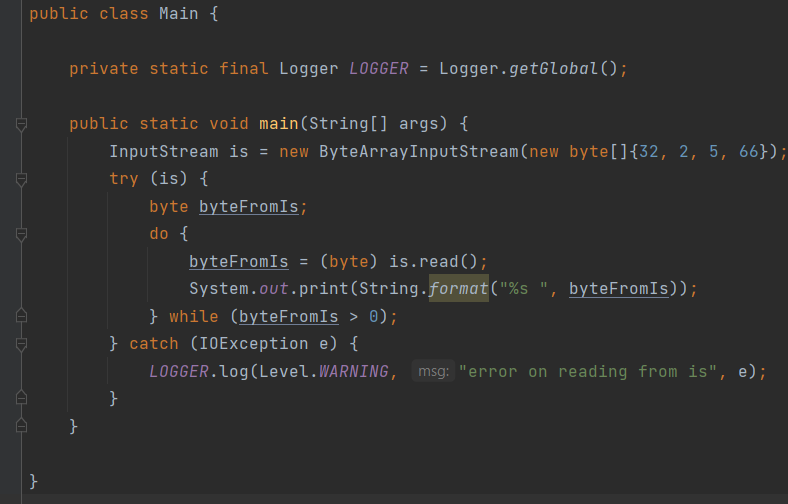 public class Main {
private static final Logger LOGGER = Logger.getGlobal();
public static void main(String[] args) {
InputStream is = new ByteArrayInputStream(new byte[]{32, 2, 5, 66});
try (is) {
byte byteFromIs;
do {
byteFromIs = (byte) is.read();
System.out.print(String.format("%s ", byteFromIs));
} while (byteFromIs > 0);
} catch (IOException e) {
LOGGER.log(Level.WARNING, msg: "error on reading from is", e);
}
}
}